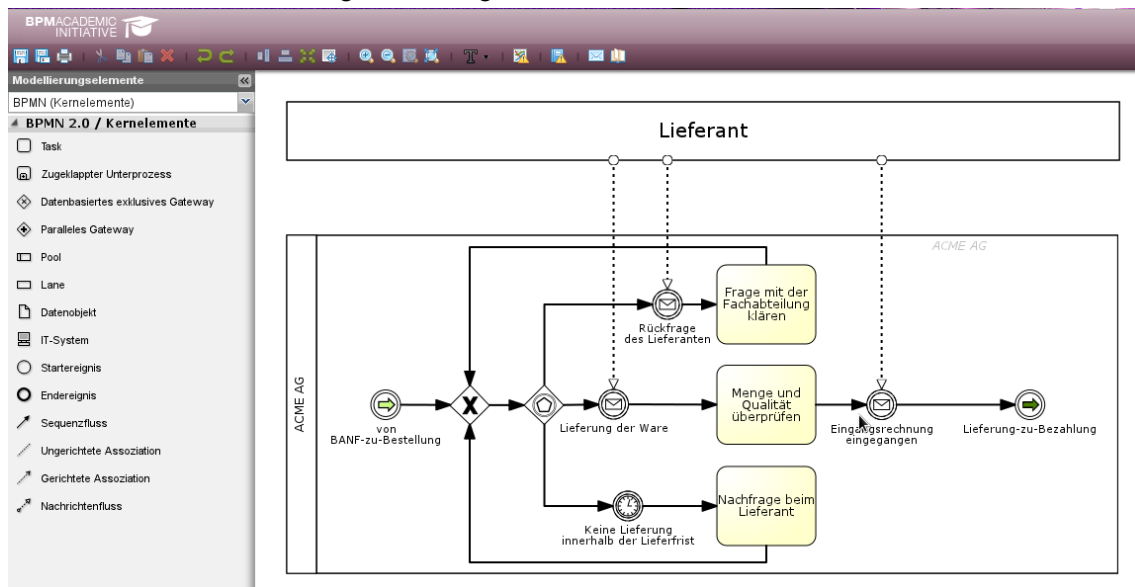 BPMACADEMIC
INITIATIVE
Modellierungselemente
BPMN (Kernelemente)
BPMN 2.0 / Kernelemente
Task
Zugeklappter Unterprozess
Datenbasiertes exklusives Gateway
Paralleles Gateway
Pool
Lane
Datenobjekt
IT-System
Startereignis
Endereignis
Sequenzfluss
Ungerichtete Assoziation
Gerichtete Assoziation
Nachrichtenfluss
Lieferant
ACME AG
ACME AG
Frage mit der
Fachabteilung
klären
Rückfrage
des Lieferanten
von
BANF-zu-Bestellung
X
Lieferung der Ware
Menge und
Qualität
überprüfen
Eingangsrechnung
eingegangen
Lieferung-zu-Bezahlung
Keine Lieferung
innerhalb der Lieferfrist
Nachfrage beim
Lieferant